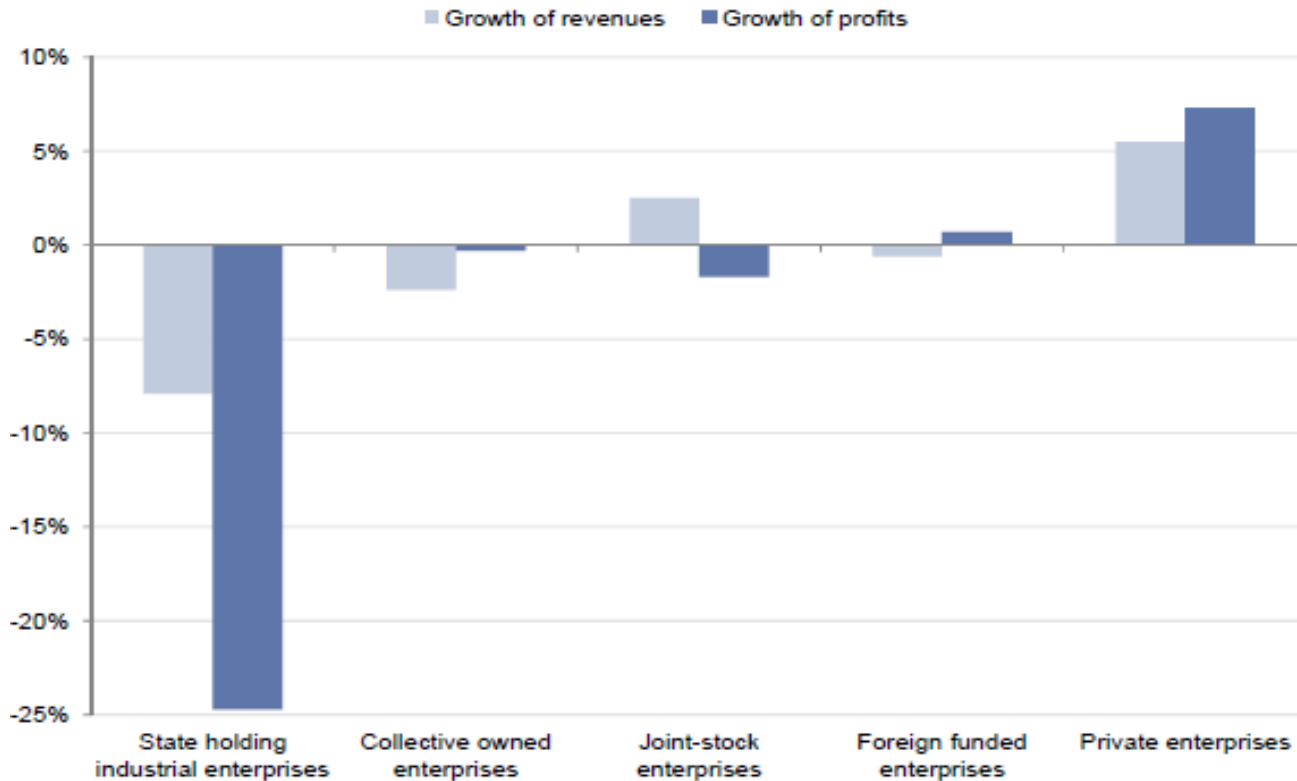 Growth of revenues Growth of profits
10%
5%
0%
-5%
-10%
-15%
-20%
-25%
State holding industrial enterprises
Collective owned enterprises
Joint-stock enterprises
Foreign funded enterprises
Private enterprises